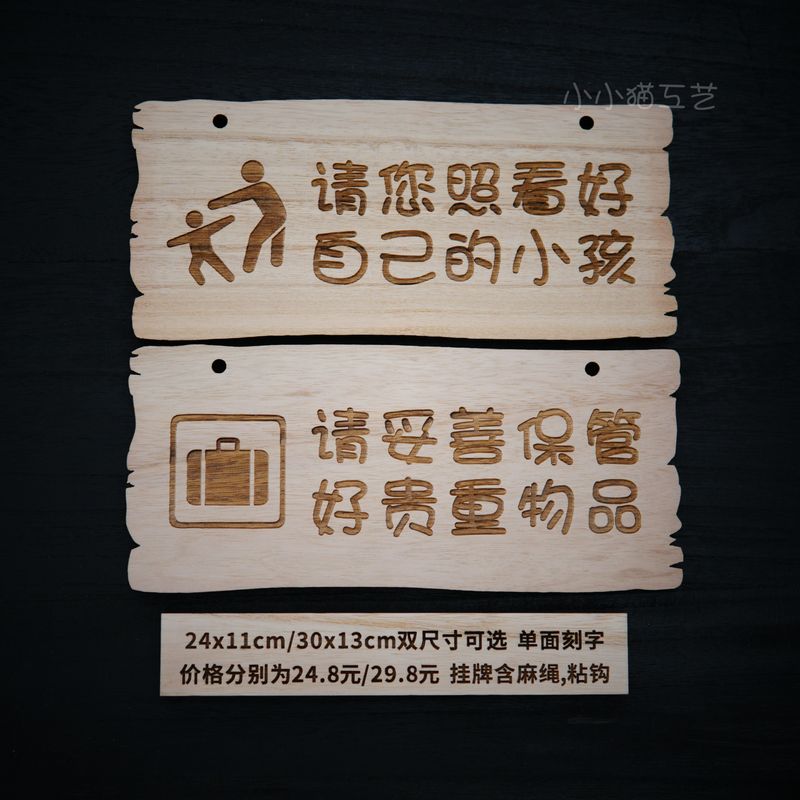 小小猫互艺
请您照看好
自己的小孩
请妥善保管
好贵重物品
24x11cm/30x13cm双尺寸可选 单面刻字
价格分别为24.8元/29.8元 挂牌含麻绳,粘钩